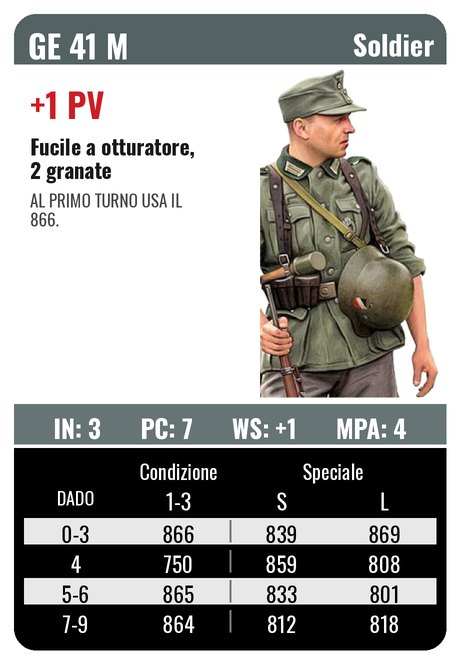 GE 41 M Soldier
+1 PV
Fucile a otturatore,
2 granate
AL PRIMO TURNO USA IL
866.
IN: 3 PC: 7 WS: +1 MPA: 4
Condizione Speciale
DADO 1-3 S L
0-3 866 839 869
4 750 859 808
5-6 865 833 801
7-9 864 812 818